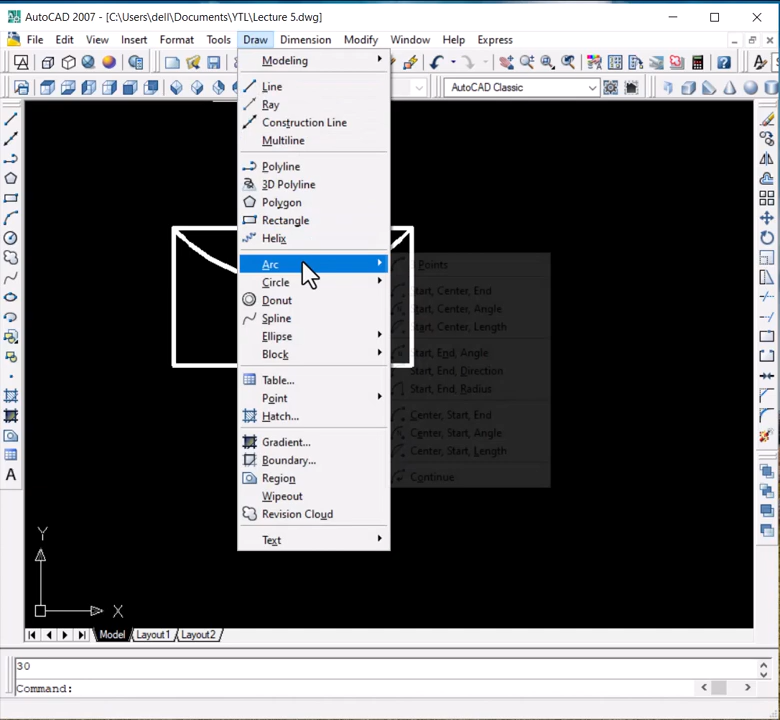 AutoCAD 2007 - [C:\Users\dell\Documents\YTL\Lecture 5.dwg]
File Edit View Insert Format Tools Draw Dimension Modify Window Help Express
AutoCAD Classic
Modeling
Line
Ray
Construction Line
Multiline
Polyline
3D Polyline
Polygon
Rectangle
Helix
Arc
Circle
Donut
Spline
Ellipse
Block
Table...
Point
Hatch...
Gradient...
Boundary...
Region
Wipeout
Revision Cloud
Text
3 Points
Start, Center, End
Start, Center, Angle
Start, Center, Length
Start, End, Angle
Start, End, Direction
Start, End, Radius
Center, Start, End
Center, Start, Angle
Center, Start, Length
Continue
A
Y
X
Model Layout1 Layout2
30
Command: